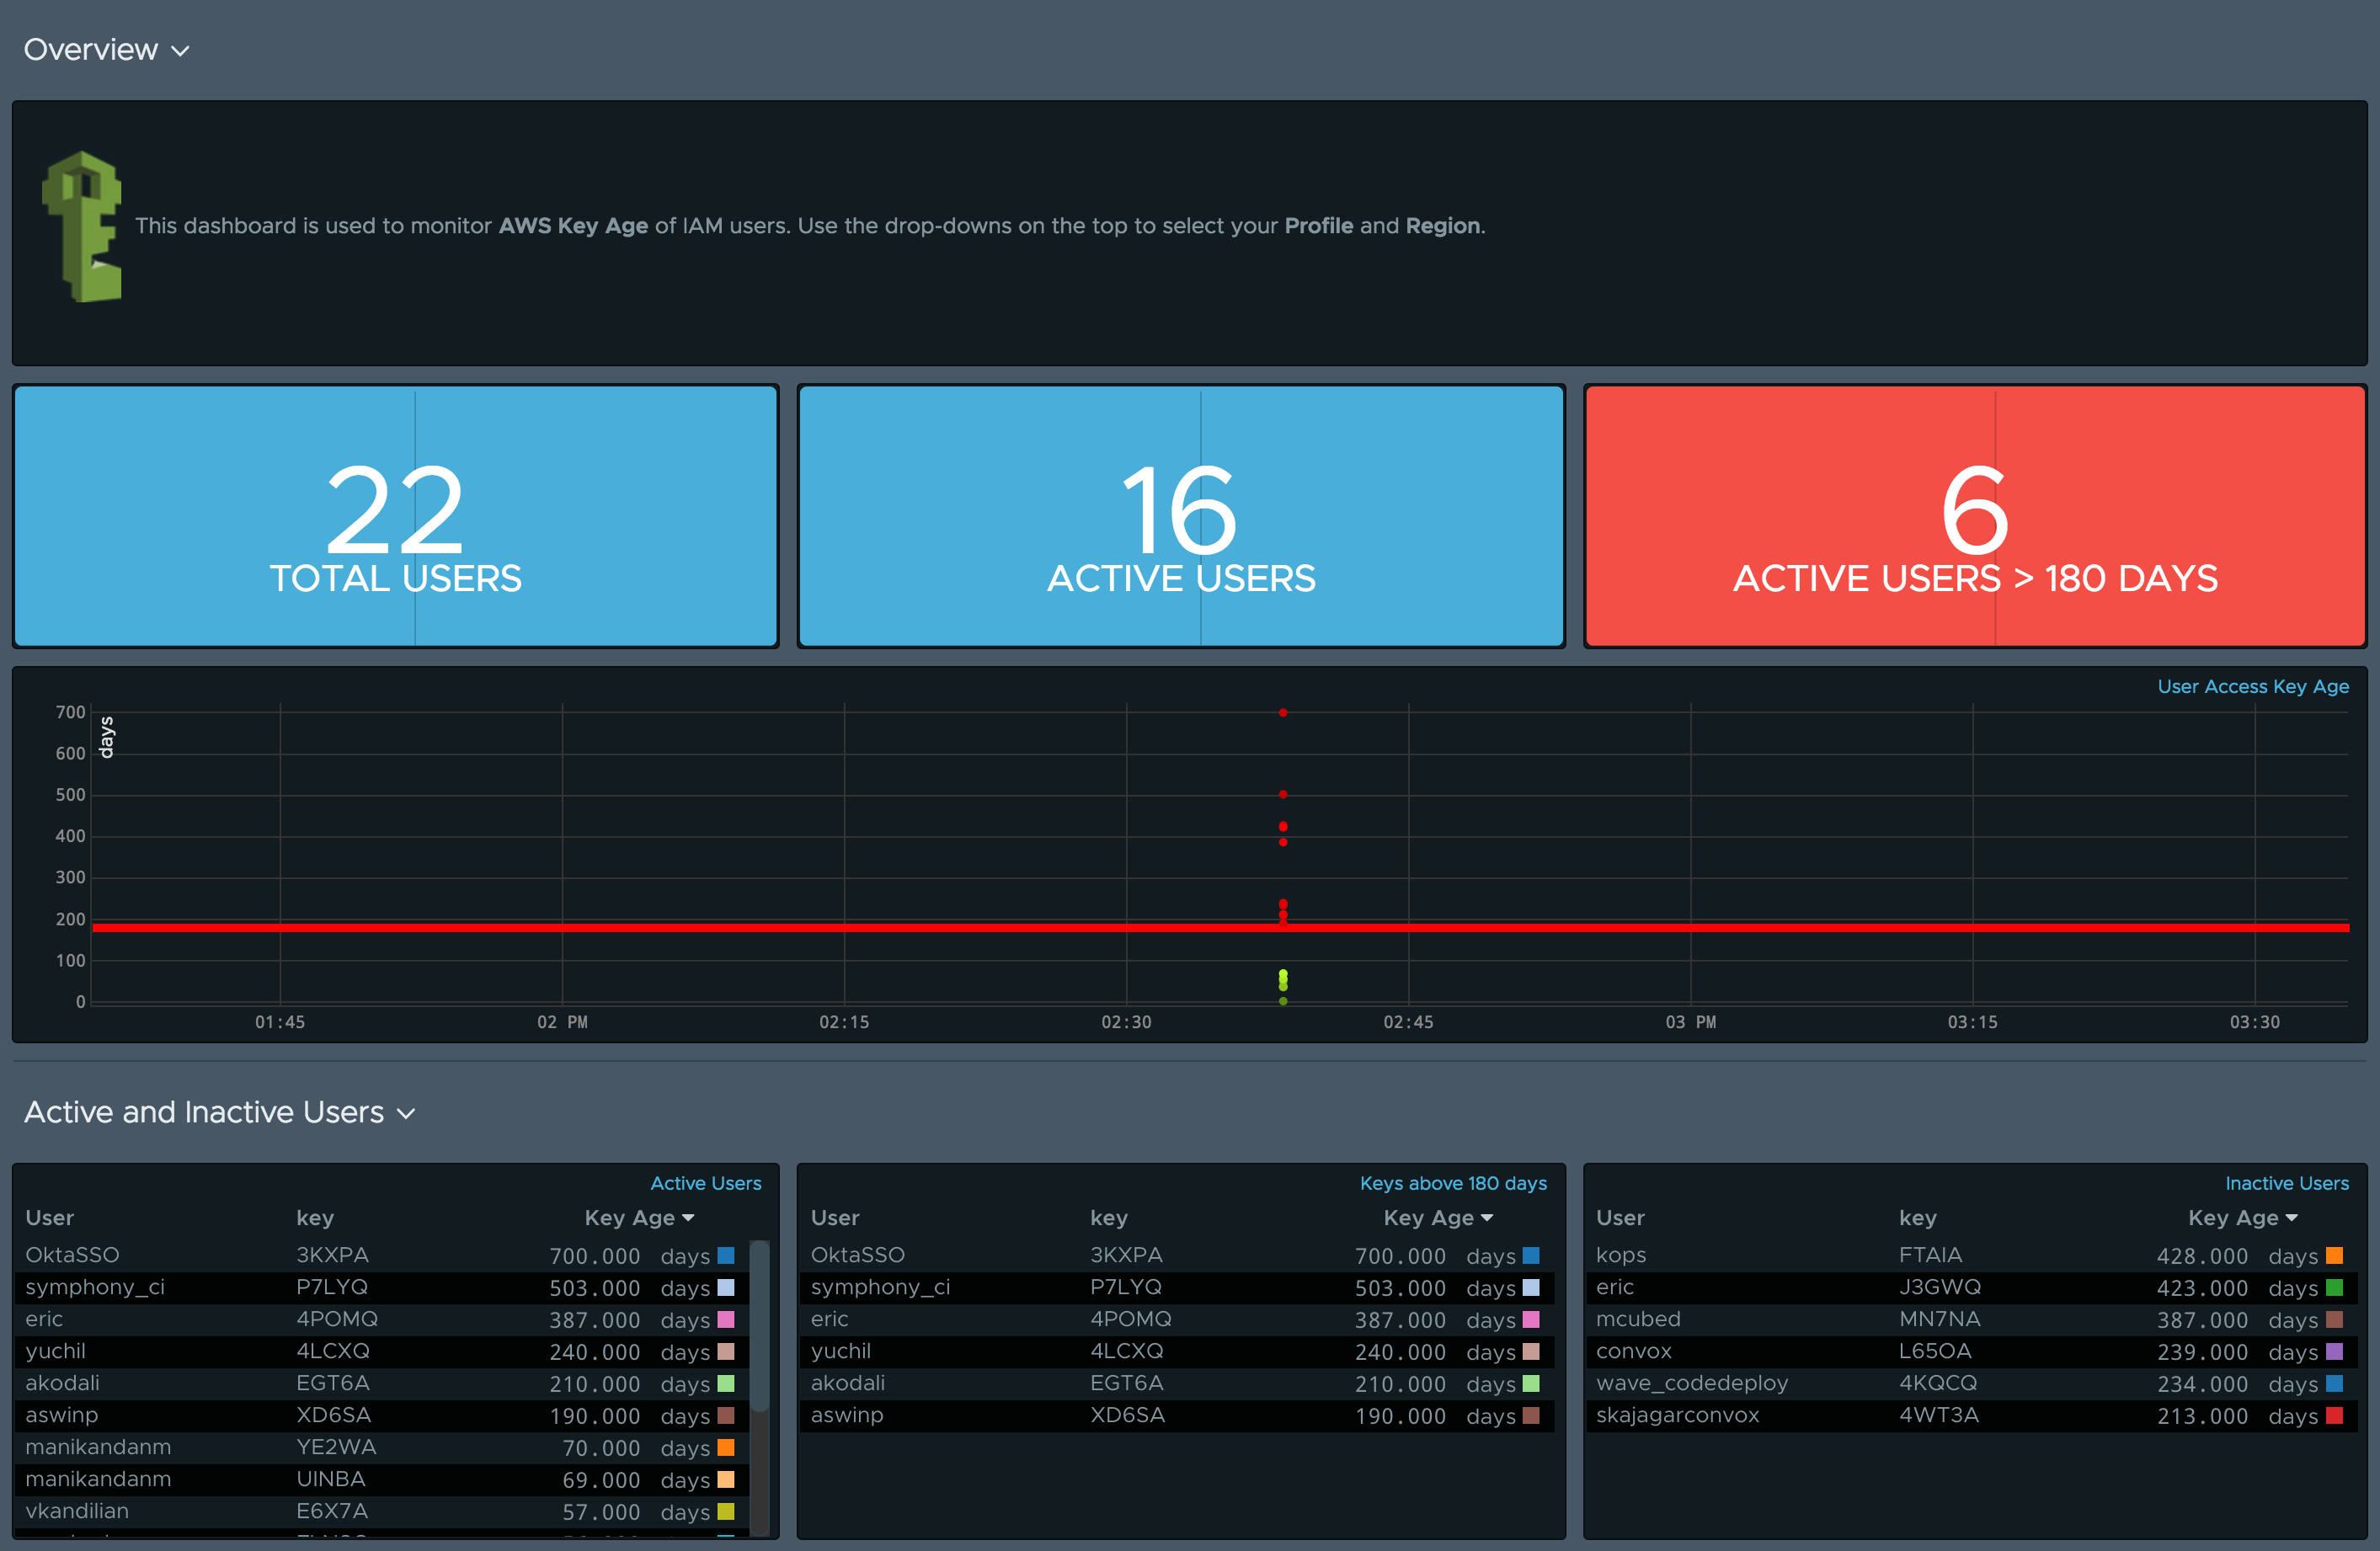 Overview
This dashboard is used to monitor AWS Key Age of IAM users. Use the drop-downs on the top to select your Profile and Region.
22
TOTAL USERS
16
ACTIVE USERS
6
ACTIVE USERS > 180 DAYS
User Access Key Age
days
700
600
500
400
300
200
100
0
01:45 02 PM 02:15 02:30 02:45 03 PM 03:15 03:30
Active and Inactive Users
Active Users
User key Key Age
OktaSSO 3KXPA 700.000 days
symphony_ci P7LYQ 503.000 days
eric 4POMQ 387.000 days
yuchil 4LCXQ 240.000 days
akodali EGT6A 210.000 days
aswinp XD6SA 190.000 days
manikandanm YE2WA 70.000 days
manikandanm UINBA 69.000 days
vkandilian E6X7A 57.000 days
Keys above 180 days
User key Key Age
OktaSSO 3KXPA 700.000 days
symphony_ci P7LYQ 503.000 days
eric 4POMQ 387.000 days
yuchil 4LCXQ 240.000 days
akodali EGT6A 210.000 days
aswinp XD6SA 190.000 days
Inactive Users
User key Key Age
kops FTAIA 428.000 days
eric J3GWQ 423.000 days
mcubed MN7NA 387.000 days
convox L65OA 239.000 days
wave_codedeploy 4KQCQ 234.000 days
skajagarconvox 4WT3A 213.000 days